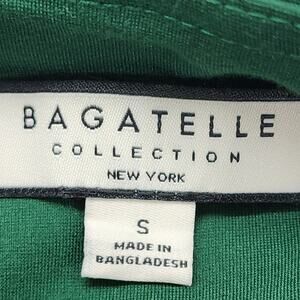 BAGATELLE
COLLECTION
NEW YORK
S
MADE IN
BANGLADESH